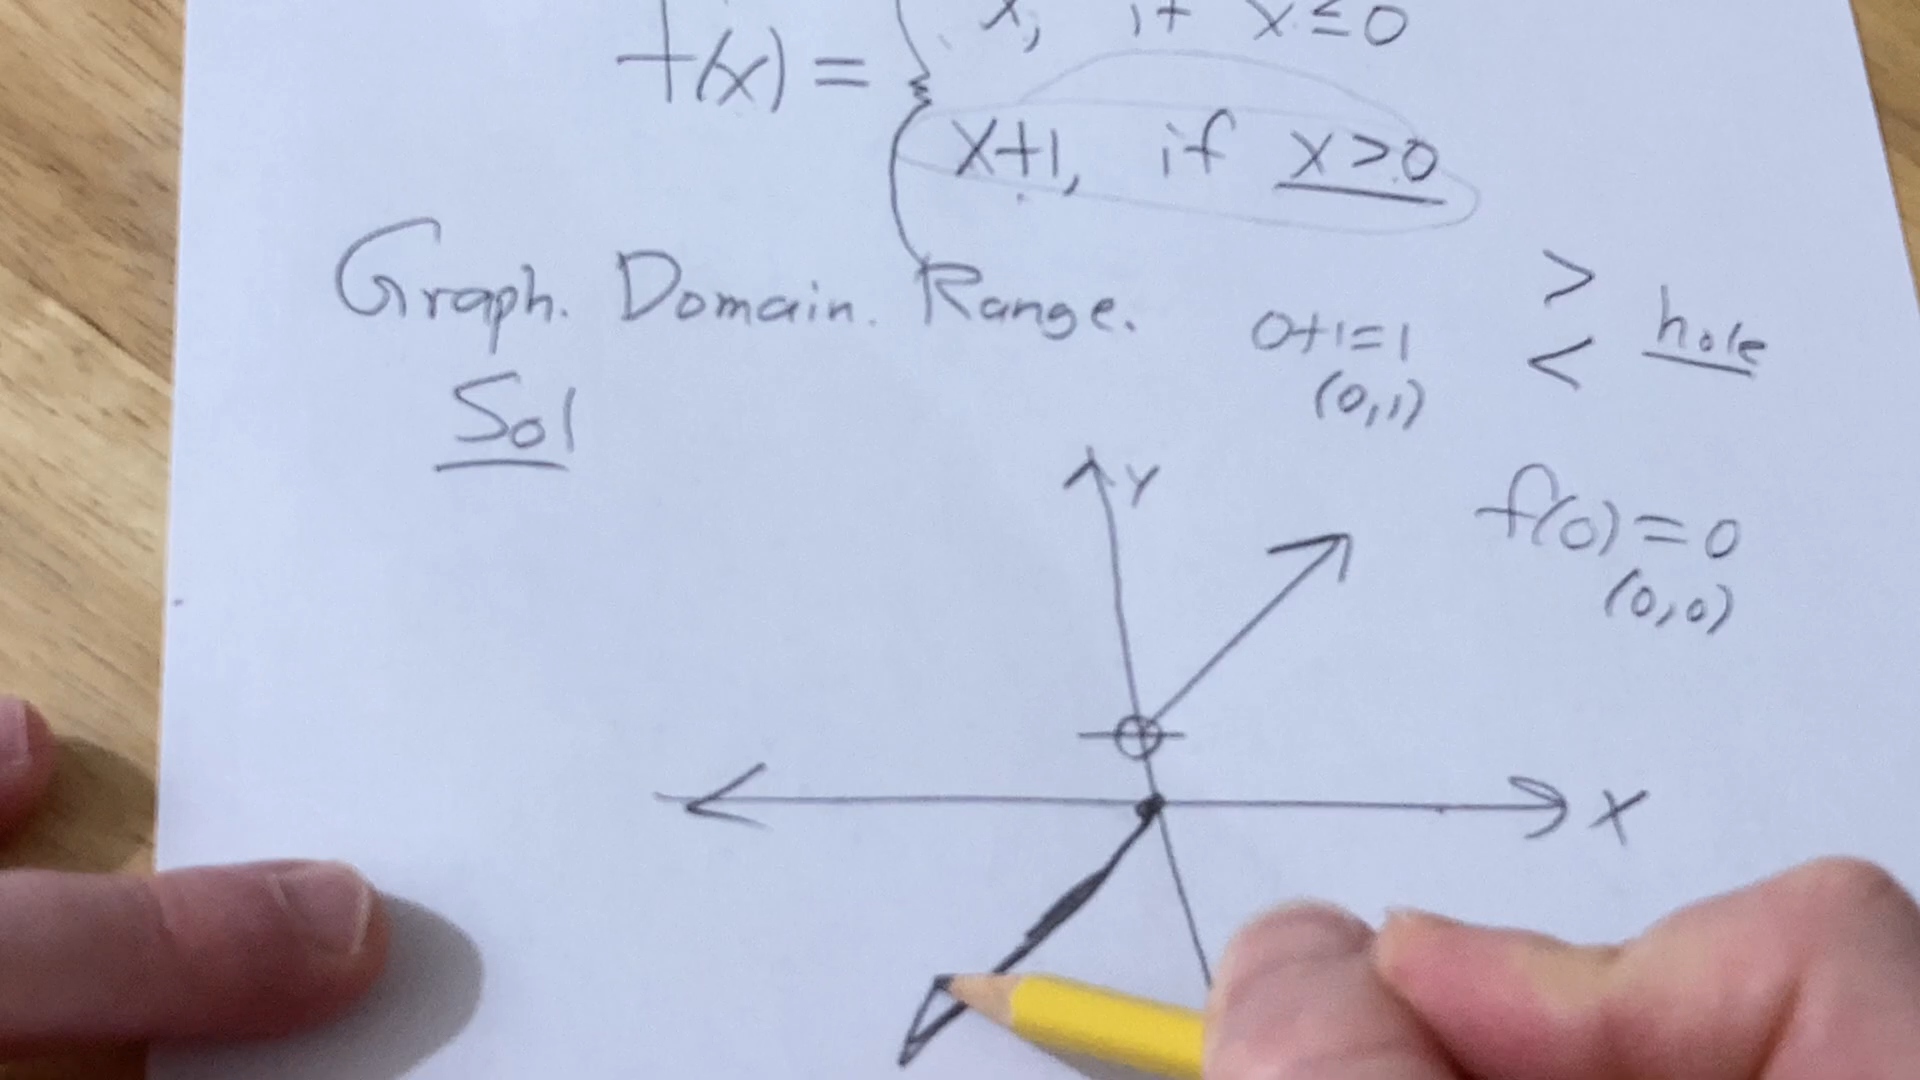 x, if x≤0
f(x) =
x+1, if x>0
Graph. Domain. Range.
>
< hole
0+1=1
(0,1)
Sol
Y
f(0)=0
(0,0)
X